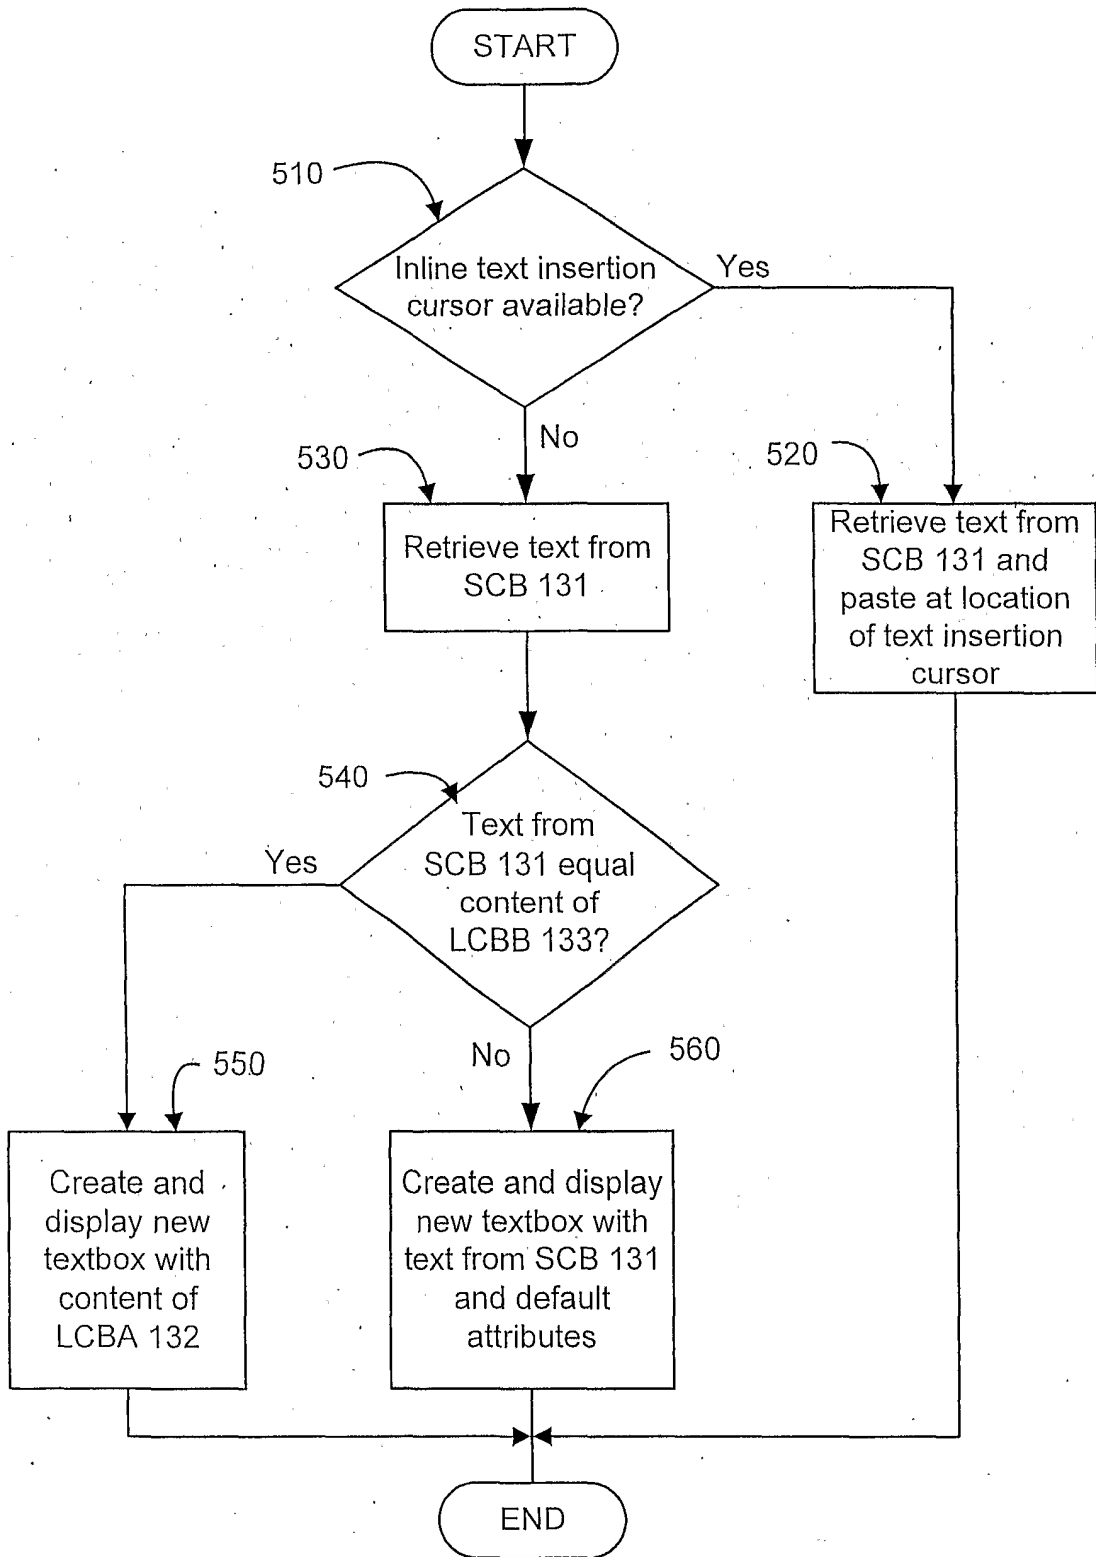 START
510
Inline text insertion
cursor available?
Yes
No
530
520
Retrieve text from
SCB 131
Retrieve text from
SCB 131 and
paste at location
of text insertion
cursor
540
Text from
SCB 131 equal
content of
LCBB 133?
Yes
No
550
560
Create and
display new
textbox with
content of
LCBA 132
Create and display
new textbox with
text from SCB 131
and default
attributes
END